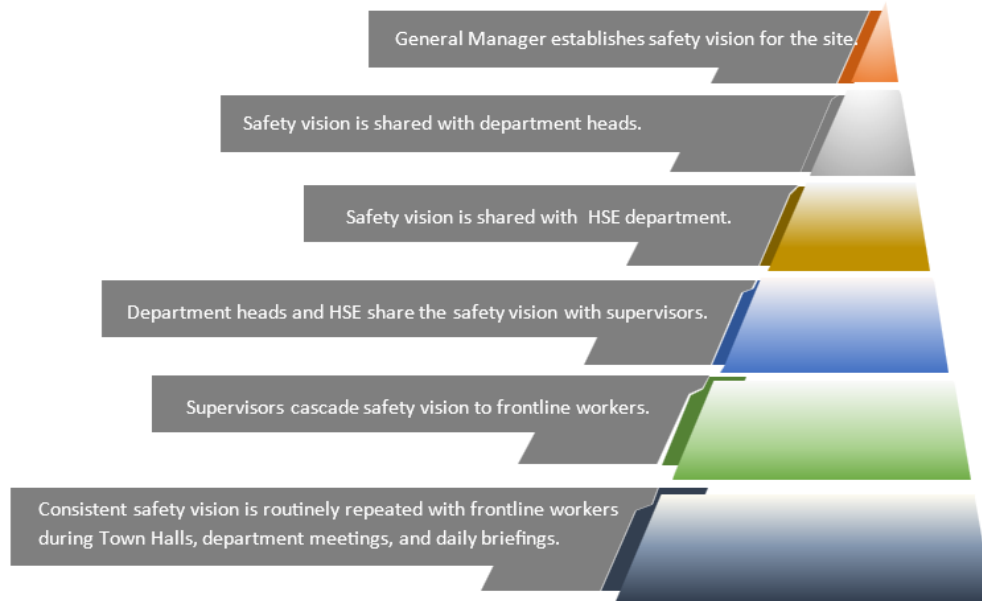 General Manager establishes safety vision for the site.
Safety vision is shared with department heads.
Safety vision is shared with HSE department.
Department heads and HSE share the safety vision with supervisors.
Supervisors cascade safety vision to frontline workers.
Consistent safety vision is routinely repeated with frontline workers
during Town Halls, department meetings, and daily briefings.